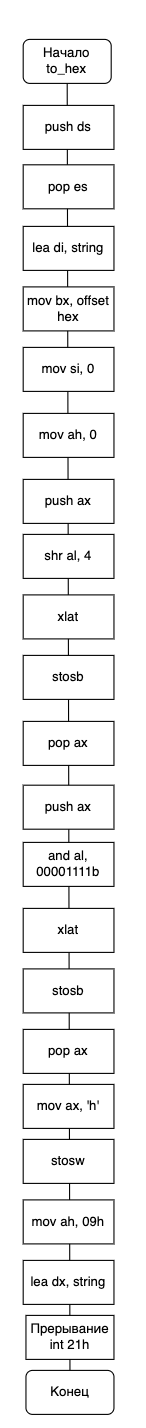 Начало
to_hex
push ds
pop es
lea di, string
mov bx, offset
hex
mov si, 0
mov ah, 0
push ax
shr al, 4
xlat
stosb
pop ax
push ax
and al,
00001111b
xlat
stosb
pop ax
mov ax, 'h'
stosw
mov ah, 09h
lea dx, string
Прерывание
int 21h
Конец